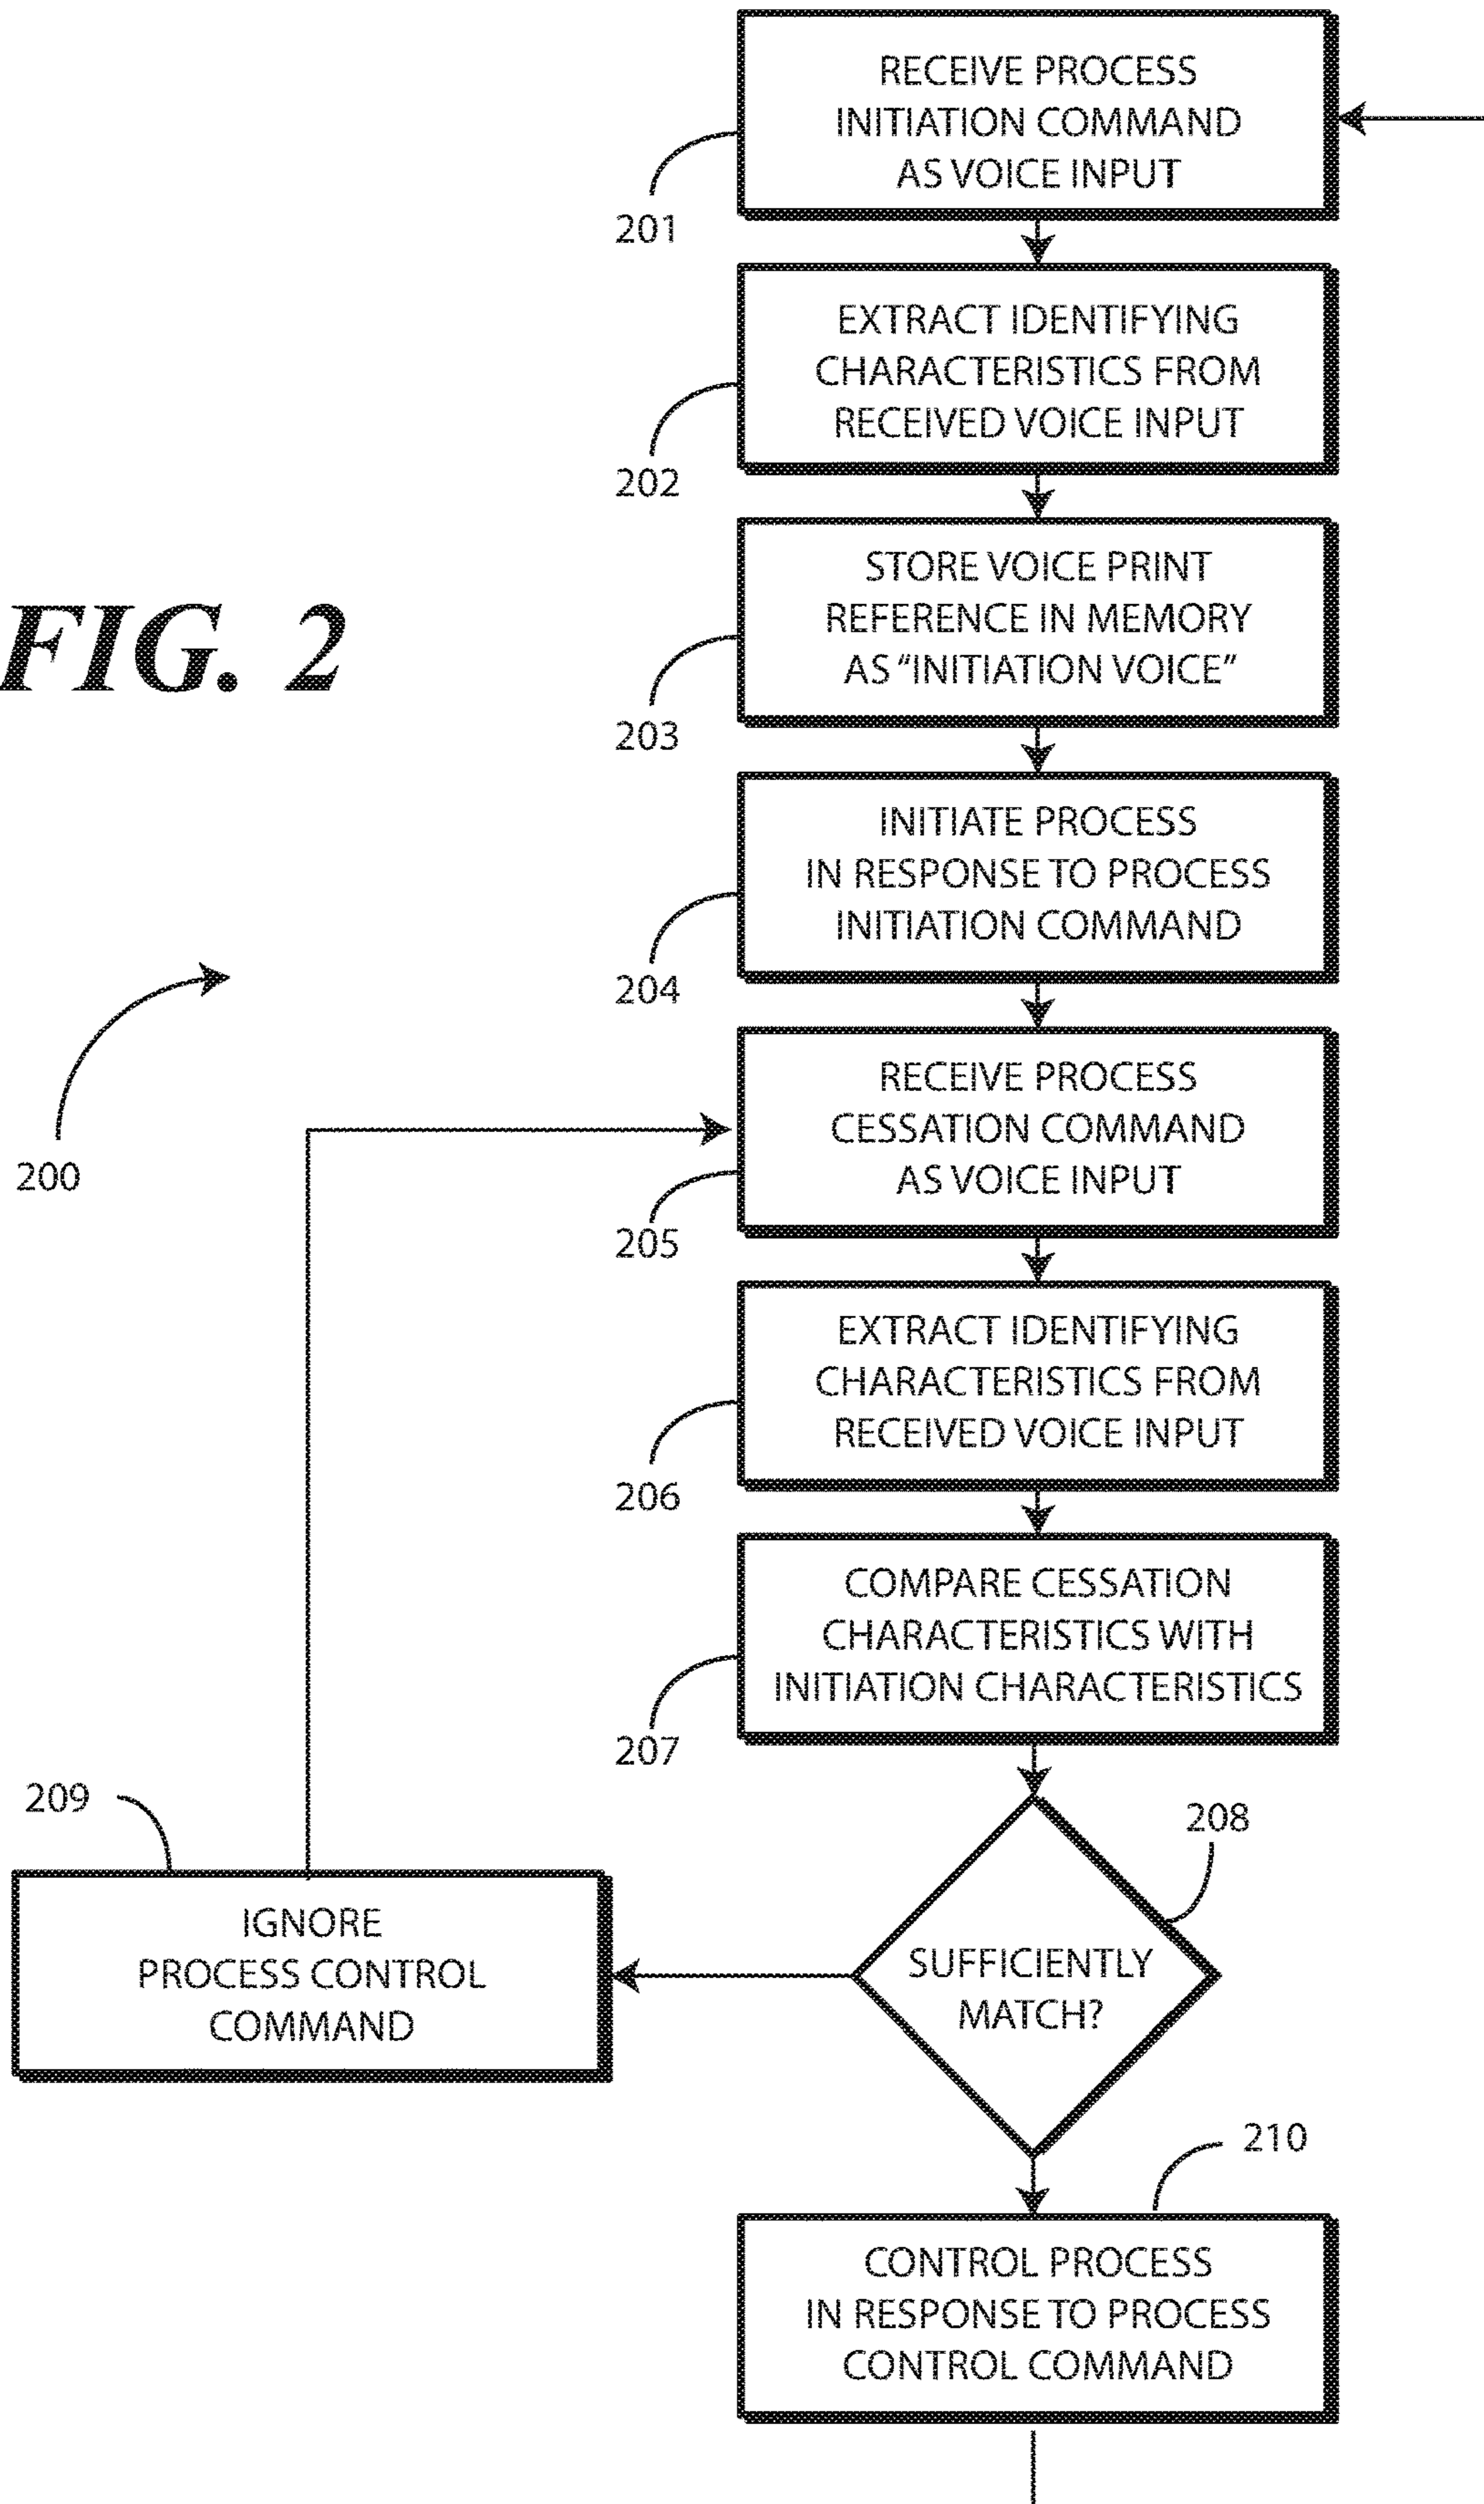 RECEIVE PROCESS
INITIATION COMMAND
AS VOICE INPUT
201
EXTRACT IDENTIFYING
CHARACTERISTICS FROM
RECEIVED VOICE INPUT
202
STORE VOICE PRINT
REFERENCE IN MEMORY
AS “INITIATION VOICE”
203
FIG. 2
INITIATE PROCESS
IN RESPONSE TO PROCESS
INITIATION COMMAND
204
200
RECEIVE PROCESS
CESSATION COMMAND
AS VOICE INPUT
205
EXTRACT IDENTIFYING
CHARACTERISTICS FROM
RECEIVED VOICE INPUT
206
COMPARE CESSATION
CHARACTERISTICS WITH
INITIATION CHARACTERISTICS
207
208
SUFFICIENTLY
MATCH?
209
IGNORE
PROCESS CONTROL
COMMAND
210
CONTROL PROCESS
IN RESPONSE TO PROCESS
CONTROL COMMAND